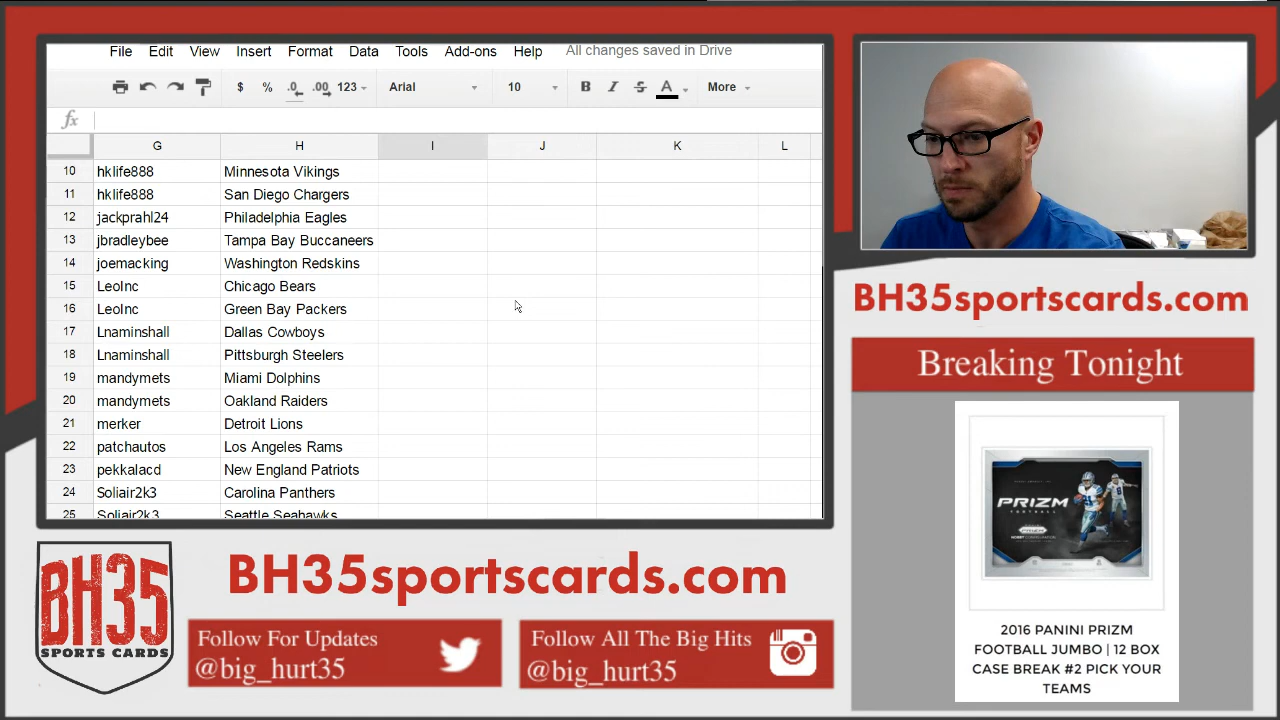 File Edit View Insert Format Data Tools Add-ons Help All changes saved in Drive
$ % .0 .00 123 Arial 10 B I S A More
fx
G H I J K L
10 hklife888 Minnesota Vikings
11 hklife888 San Diego Chargers
12 jackprahl24 Philadelphia Eagles
13 jbradleybee Tampa Bay Buccaneers
14 joemacking Washington Redskins
15 LeoInc Chicago Bears
16 LeoInc Green Bay Packers
17 Lnaminshall Dallas Cowboys
18 Lnaminshall Pittsburgh Steelers
19 mandymets Miami Dolphins
20 mandymets Oakland Raiders
21 merker Detroit Lions
22 patchautos Los Angeles Rams
23 pekkalacd New England Patriots
24 Soliair2k3 Carolina Panthers
25 Soliair2k3 Seattle
BH35sportscards.com
Breaking Tonight
PRIZM
FOOTBALL
2016 PANINI PRIZM
FOOTBALL JUMBO | 12 BOX
CASE BREAK #2 PICK YOUR
TEAMS
BH35
SPORTS CARDS
BH35sportscards.com
Follow For Updates
@big_hurt35
Follow All The Big Hits
@big_hurt35